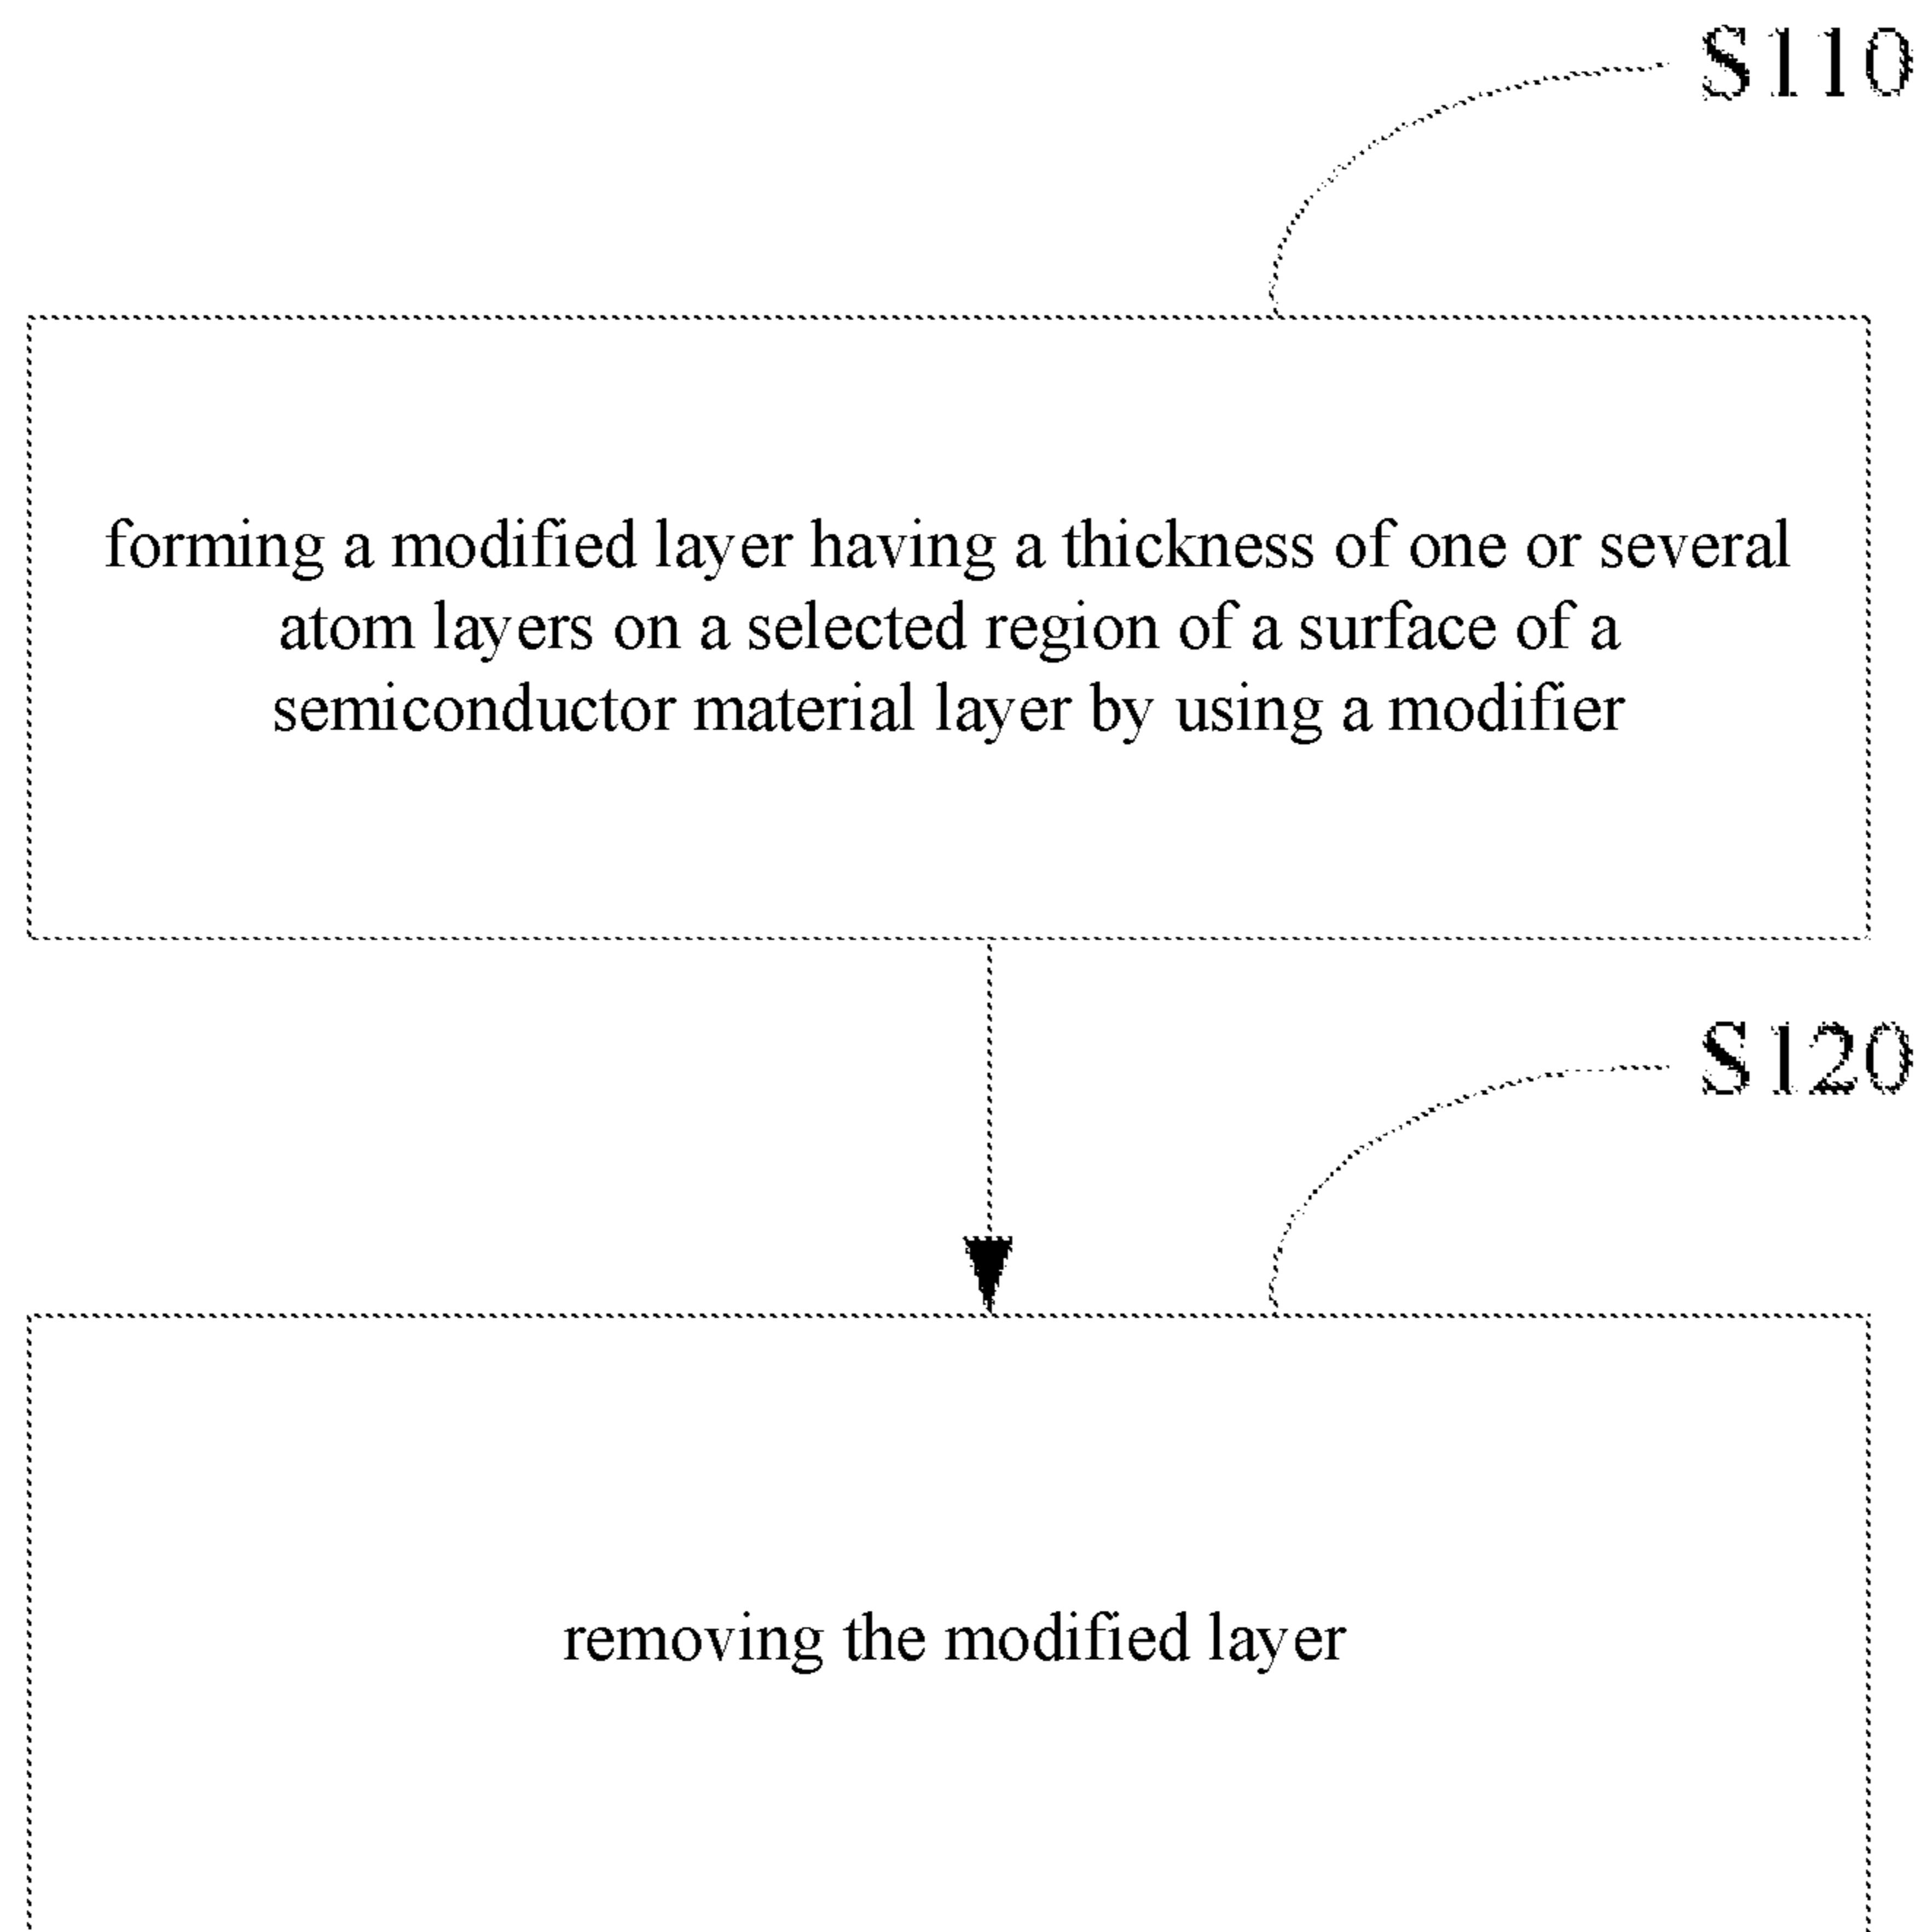 S110
forming a modified layer having a thickness of one or several
atom layers on a selected region of a surface of a
semiconductor material layer by using a modifier
S120
removing the modified layer